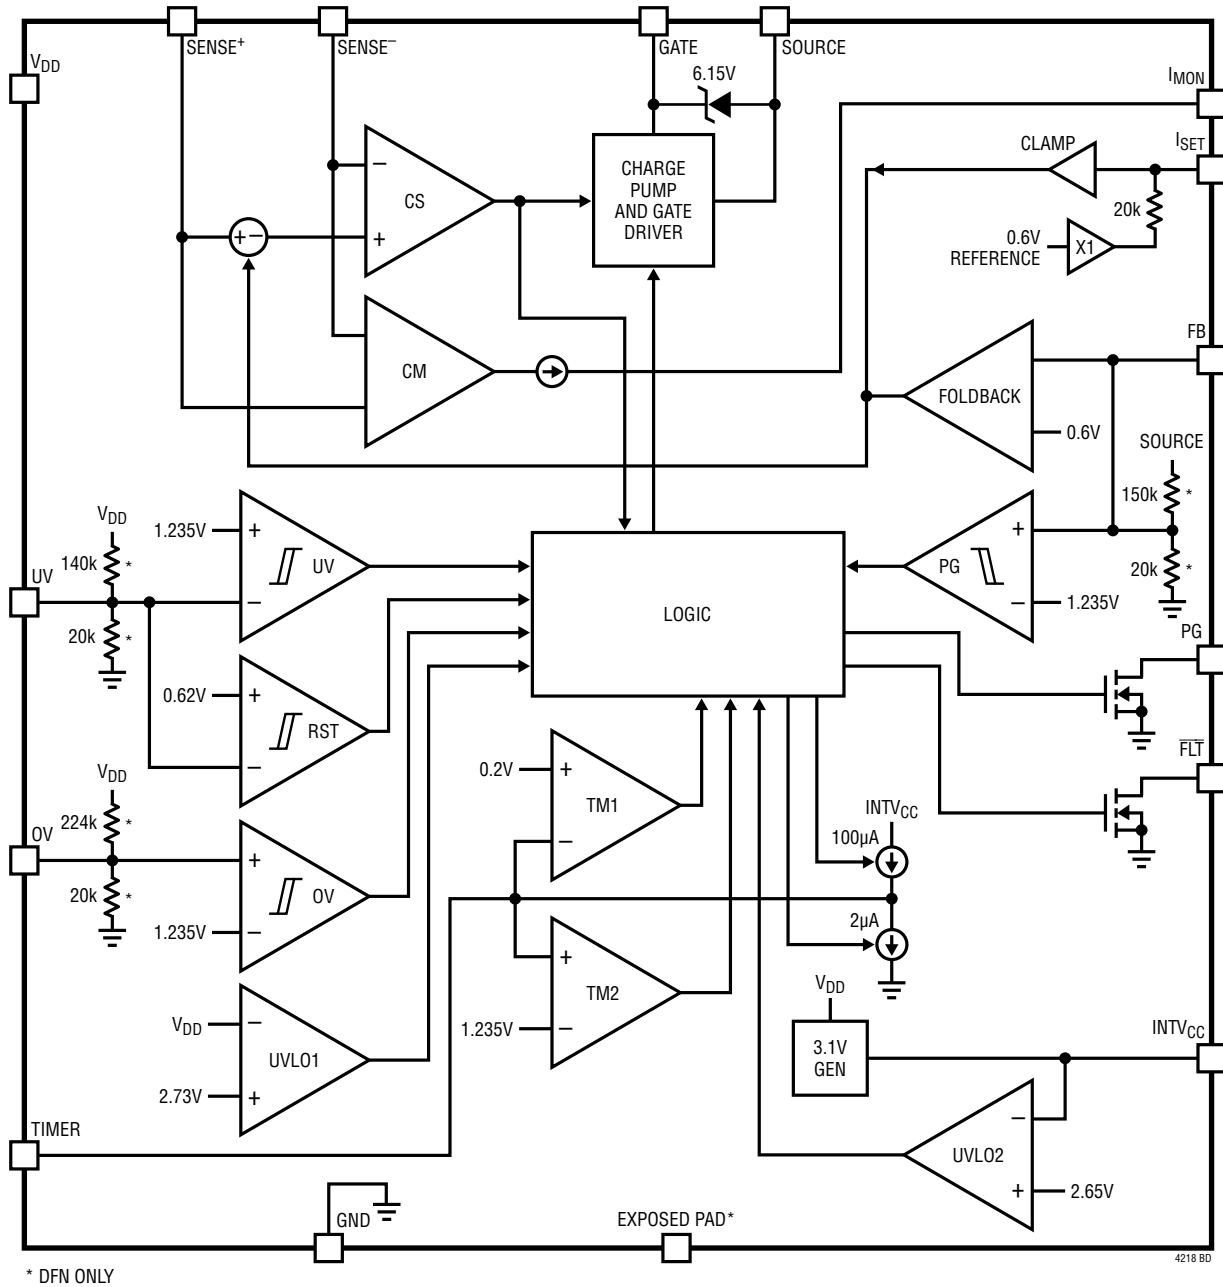 SENSE+
SENSE–
GATE
SOURCE
VDD
6.15V
IMON
CLAMP
ISET
CHARGE
PUMP
AND GATE
DRIVER
–
CS
+
+–
20k
0.6V
REFERENCE
X1
CM
FB
FOLDBACK
0.6V
SOURCE
150k *
20k *
VDD
140k *
UV
20k *
1.235V
+
UV
–
LOGIC
+
PG
–
1.235V
PG
0.62V
+
RST
–
FLT
VDD
224k *
OV
20k *
+
OV
–
1.235V
0.2V
+
TM1
–
INTVCC
100µA
2µA
+
TM2
–
1.235V
VDD
–
UVLO1
2.73V
+
VDD
3.1V
GEN
INTVCC
–
UVLO2
+
2.65V
TIMER
GND
EXPOSED PAD*
4218 BD
* DFN ONLY